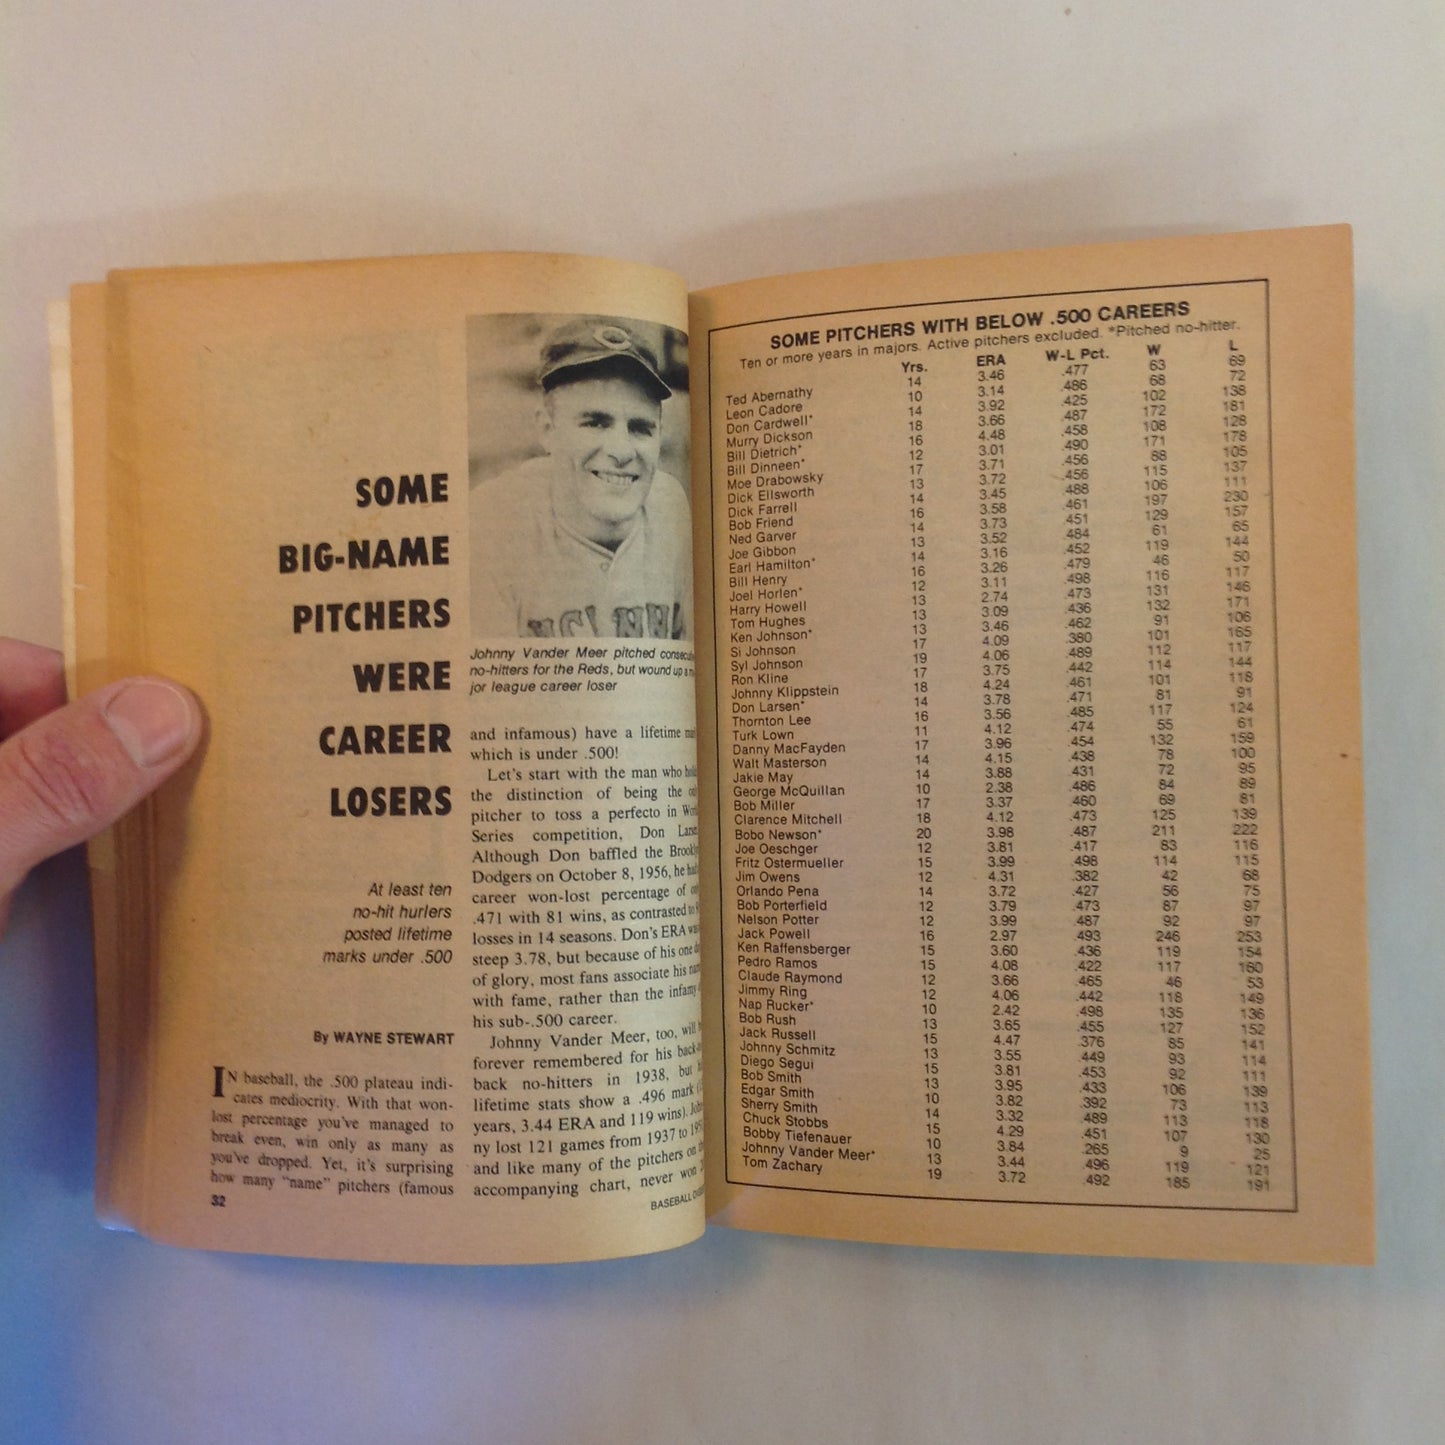 SOME
BIG-NAME
PITCHERS
WERE
CAREER
LOSERS
At least ten
no-hit hurlers
posted lifetime
marks under .500
By WAYNE STEWART
IN baseball, the .500 plateau indi-
cates mediocrity. With that won-
lost percentage you've managed to
break even, win only as many as
you've dropped. Yet, it's surprising
how many "name" pitchers (famous
32
Johnny Vander Meer pitched
no-hitters for the Reds, but wound up a
jor league career loser
and infamous) have a lifetime
which is under .500!
Let's start with the man who
the distinction of being the
pitcher to toss a perfecto in
Series competition, Don
Although Don baffled the
Dodgers on October 8, 1956, he
career won-lost percentage of
.471 with 81 wins, as contrasted to
losses in 14 seasons. Don's ERA
steep 3.78, but because of his one
of glory, most fans associate his
with fame, rather than the infamy
his sub-.500 career.
Johnny Vander Meer, too, will
forever remembered for his
back no-hitters in 1938, but
lifetime stats show a .496 mark
years, 3.44 ERA and 119 wins).
ny lost 121 games from 1937 to
and like many of the pitchers on
accompanying chart, never won
BASEBALL
SOME PITCHERS WITH BELOW .500 CAREERS
Ten or more years in majors. Active pitchers excluded. *Pitched no-hitter.
Yrs. ERA W-L Pct. W L
Ted Abernathy 14 3.46 .477 63 69
Leon Cadore 10 3.14 .486 68 72
Don Cardwell* 14 3.92 .425 102 138
Murry Dickson 18 3.66 .487 172 181
Bill Dietrich* 16 4.48 .458 108 128
Bill Dinneen* 12 3.01 .490 171 178
Moe Drabowsky 17 3.71 .456 88 105
Dick Ellsworth 13 3.72 .456 115 137
Dick Farrell 14 3.45 .488 106 111
Bob Friend 16 3.58 .461 197 230
Ned Garver 14 3.73 .451 129 157
Joe Gibbon 13 3.52 .484 61 65
Earl Hamilton* 14 3.16 .452 119 144
Bill Henry 16 3.26 .479 46 50
Joel Horlen* 12 3.11 .498 116 117
Harry Howell 13 2.74 .473 131 146
Tom Hughes 13 3.09 .436 132 171
Ken Johnson* 13 3.46 .462 91 106
Si Johnson 17 4.09 .380 101 165
Syl Johnson 19 4.06 .489 112 117
Ron Kline 17 3.75 .442 114 144
Johnny Klippstein 18 4.24 .461 101 118
Don Larsen* 14 3.78 .471 81 91
Thornton Lee 16 3.56 .485 117 124
Turk Lown 11 4.12 .474 55 61
Danny MacFayden 17 3.96 .454 132 159
Walt Masterson 14 4.15 .438 78 100
Jakie May 14 3.88 .431 72 95
George McQuillan 10 2.38 .486 84 89
Bob Miller 17 3.37 .460 69 81
Clarence Mitchell 18 4.12 .473 125 139
Bobo Newson* 20 3.98 .487 211 222
Joe Oeschger 12 3.81 .417 83 116
Fritz Ostermueller 15 3.99 .498 114 115
Jim Owens 12 4.31 .382 42 68
Orlando Pena 14 3.72 .427 56 75
Bob Porterfield 12 3.79 .473 87 97
Nelson Potter 12 3.99 .487 92 97
Jack Powell 16 2.97 .493 246 253
Ken Raffensberger 15 3.60 .436 119 154
Pedro Ramos 15 4.08 .422 117 160
Claude Raymond 12 3.66 .465 46 53
Jimmy Ring 12 4.06 .442 118 149
Nap Rucker* 10 2.42 .498 135 136
Bob Rush 13 3.65 .455 127 152
Jack Russell 15 4.47 .376 85 141
Johnny Schmitz 13 3.55 .449 93 114
Diego Segui 15 3.81 .453 92 111
Bob Smith 13 3.95 .433 106 139
Edgar Smith 10 3.82 .392 73 113
Sherry Smith 14 3.32 .489 113 118
Chuck Stobbs 15 4.29 .451 107 130
Bobby Tiefenauer 10 3.84 .265 9 25
Johnny Vander Meer* 13 3.44 .496 119 121
Tom Zachary 19 3.72 .492 185 191